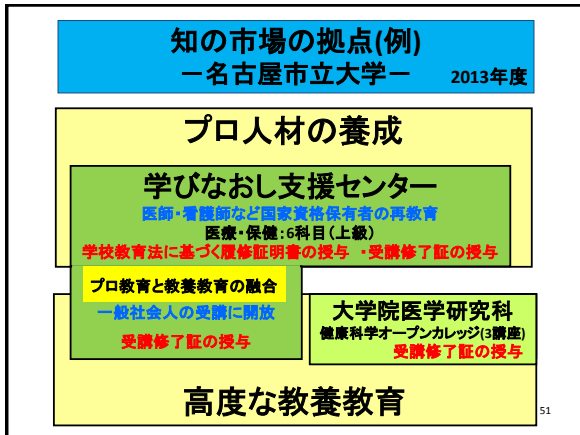 知の市場の拠点(例)
－名古屋市立大学－ 2013年度
プロ人材の養成
学びなおし支援センター
医師・看護師など国家資格保有者の再教育
医療・保健：6科目（上級）
学校教育法に基づく履修証明書の授与 ・受講修了証の授与
プロ教育と教養教育の融合
一般社会人の受講に開放
受講修了証の授与
大学院医学研究科
健康科学オープンカレッジ(3講座)
受講修了証の授与
高度な教養教育
51